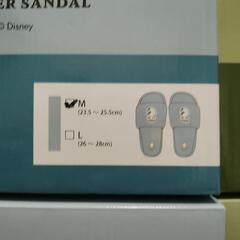 ER SANDAL
© Disney
M
(23.5 ～ 25.5cm)
L
(26 ～ 28cm)